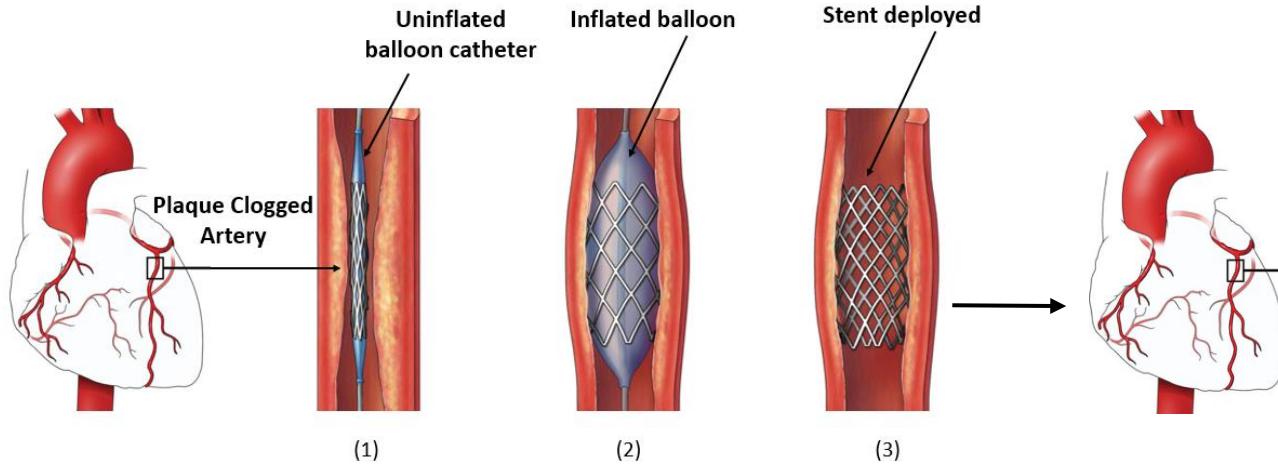 Uninflated
balloon catheter
Inflated balloon
Stent deployed
Plaque Clogged
Artery
(1)
(2)
(3)